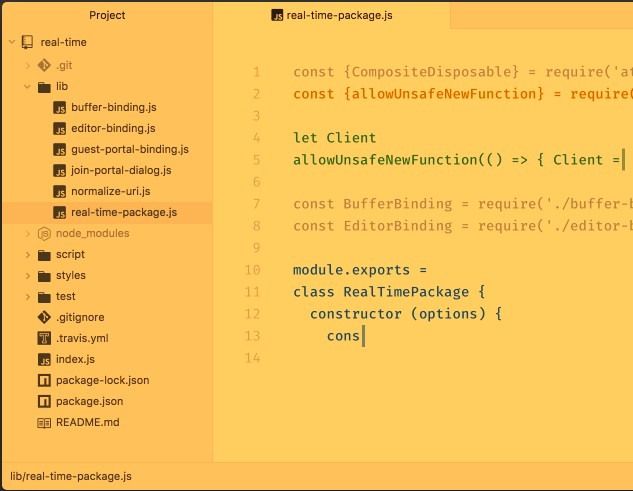 Project
real-time
.git
lib
buffer-binding.js
editor-binding.js
guest-portal-binding.js
join-portal-dialog.js
normalize-uri.js
real-time-package.js
node_modules
script
styles
test
.gitignore
.travis.yml
index.js
package-lock.json
package.json
README.md
real-time-package.js
1 const {CompositeDisposable} = require('at
2 const {allowUnsafeNewFunction} = require(
3
4 let Client
5 allowUnsafeNewFunction(() => { Client =
6
7 const BufferBinding = require('./buffer-b
8 const EditorBinding = require('./editor-b
9
10 module.exports =
11 class RealTimePackage {
12 constructor (options) {
13 cons
14
lib/real-time-package.js